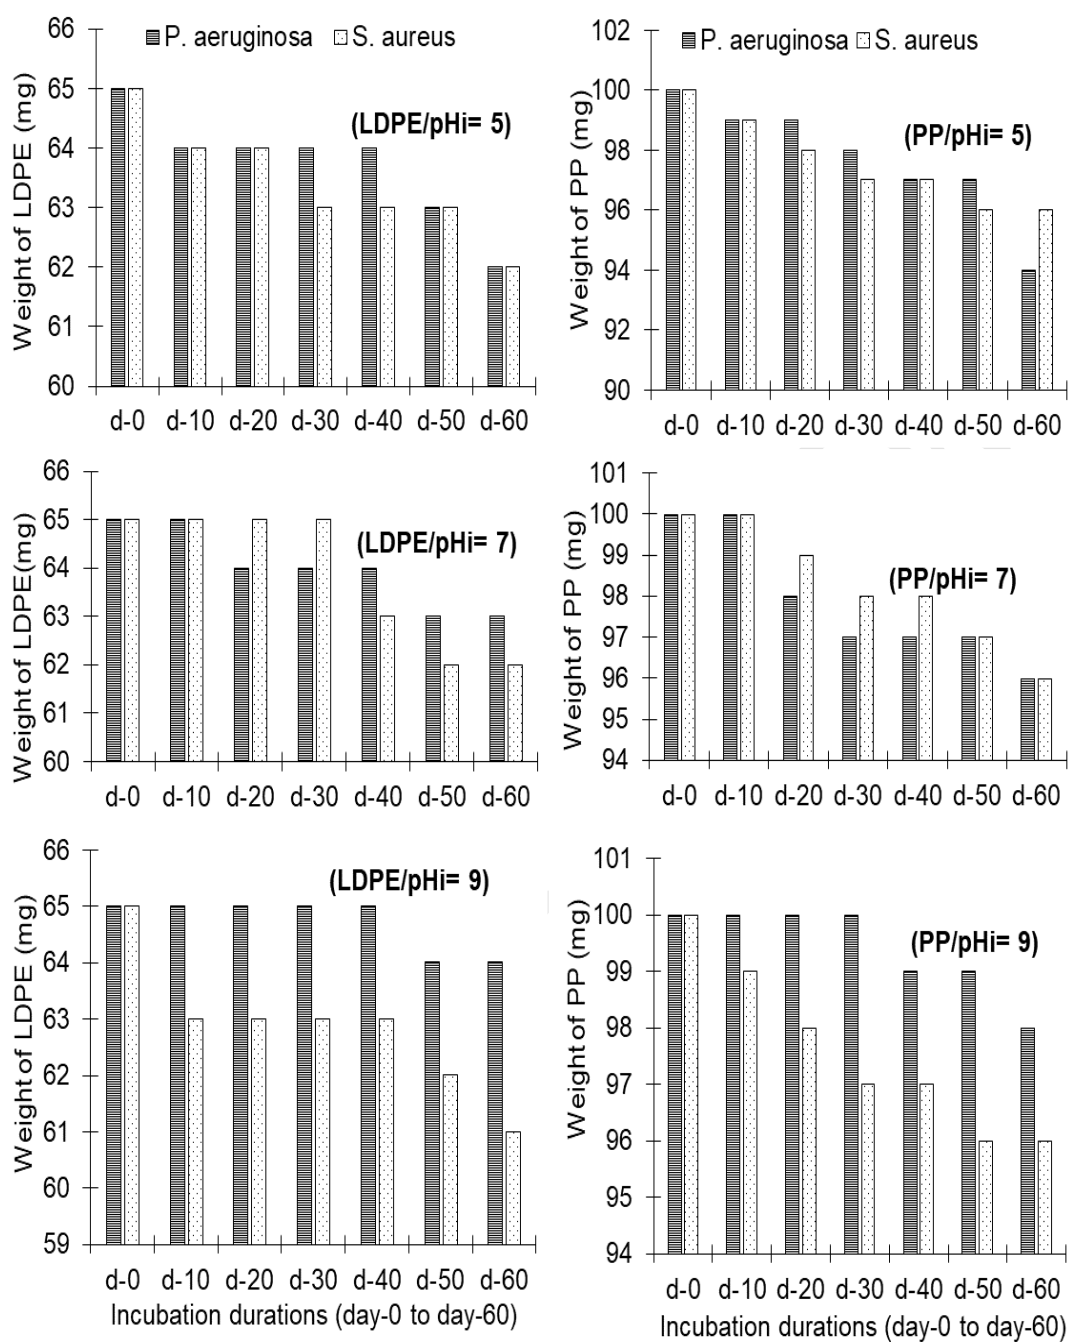 66
P. aeruginosa S. aureus
65
(LDPE/pHi= 5)
64
63
62
61
60
Weight of LDPE (mg)
d-0 d-10 d-20 d-30 d-40 d-50 d-60
102
P. aeruginosa S. aureus
100
(PP/pHi= 5)
98
96
94
92
90
Weight of PP (mg)
d-0 d-10 d-20 d-30 d-40 d-50 d-60
66
65
(LDPE/pHi= 7)
64
63
62
61
60
Weight of LDPE(mg)
d-0 d-10 d-20 d-30 d-40 d-50 d-60
101
100
99
(PP/pHi= 7)
98
97
96
95
94
Weight of PP (mg)
d-0 d-10 d-20 d-30 d-40 d-50 d-60
66
(LDPE/pHi= 9)
65
64
63
62
61
60
59
Weight of LDPE (mg)
d-0 d-10 d-20 d-30 d-40 d-50 d-60
Incubation durations (day-0 to day-60)
101
100
(PP/pHi= 9)
99
98
97
96
95
94
Weight of PP (mg)
d-0 d-10 d-20 d-30 d-40 d-50 d-60
Incubation durations (day-0 to day-60)